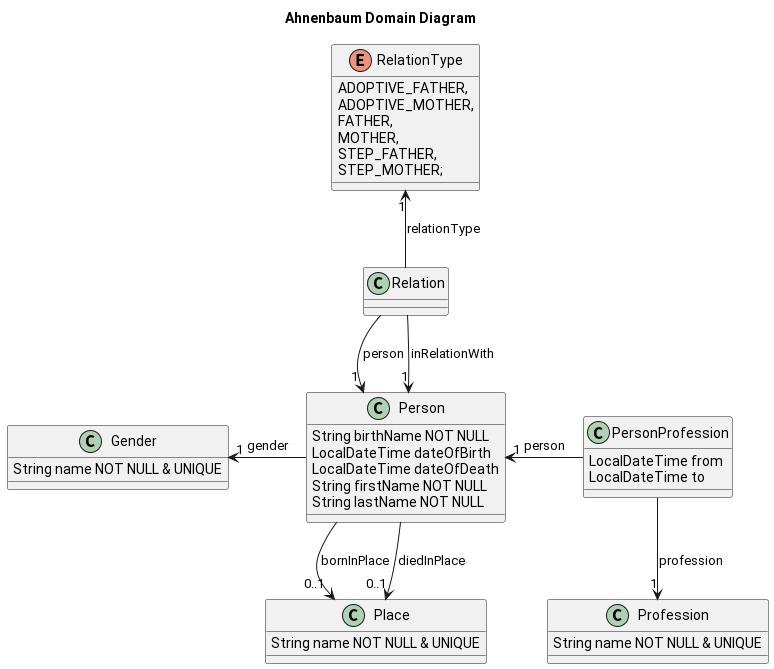 Ahnenbaum Domain Diagram
E RelationType
ADOPTIVE_FATHER,
ADOPTIVE_MOTHER,
FATHER,
MOTHER,
STEP_FATHER,
STEP_MOTHER;
1
relationType
C Relation
person
inRelationWith
1
1
C Gender
String name NOT NULL & UNIQUE
1
gender
C Person
String birthName NOT NULL
LocalDateTime dateOfBirth
LocalDateTime dateOfDeath
String firstName NOT NULL
String lastName NOT NULL
1
person
C PersonProfession
LocalDateTime from
LocalDateTime to
bornInPlace
diedInPlace
profession
0..1
0..1
1
C Place
String name NOT NULL & UNIQUE
C Profession
String name NOT NULL & UNIQUE